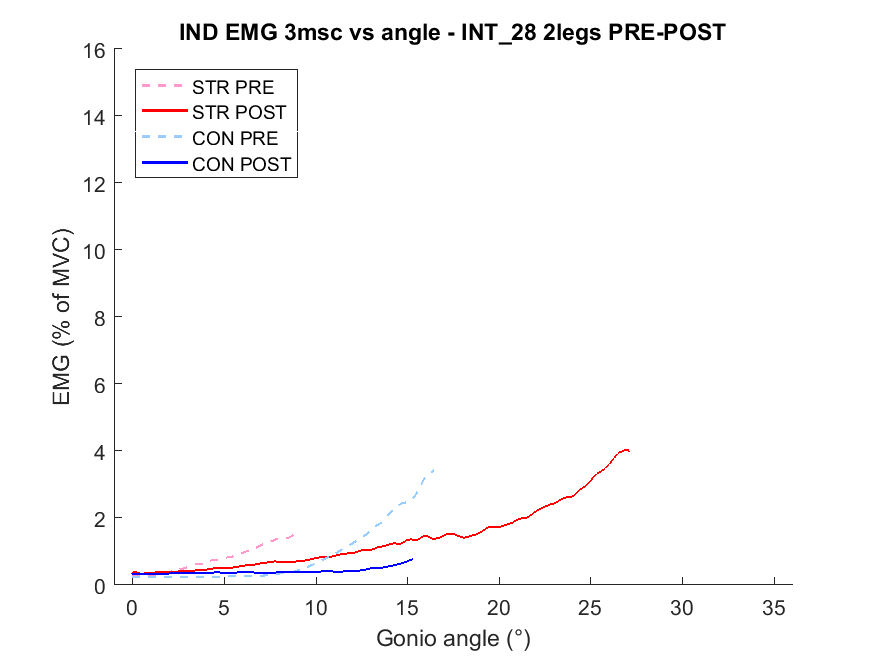 IND EMG 3msc vs angle - INT_28 2legs PRE-POST
16
14
12
10
8
6
4
2
0
EMG (% of MVC)
STR PRE
STR POST
CON PRE
CON POST
0 5 10 15 20 25 30 35
Gonio angle (°)